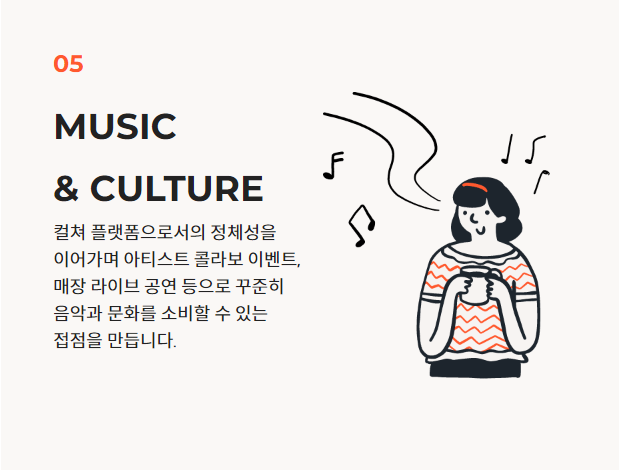 05
MUSIC
& CULTURE
컬쳐 플랫폼으로서의 정체성을
이어가며 아티스트 콜라보 이벤트,
매장 라이브 공연 등으로 꾸준히
음악과 문화를 소비할 수 있는
접점을 만듭니다.